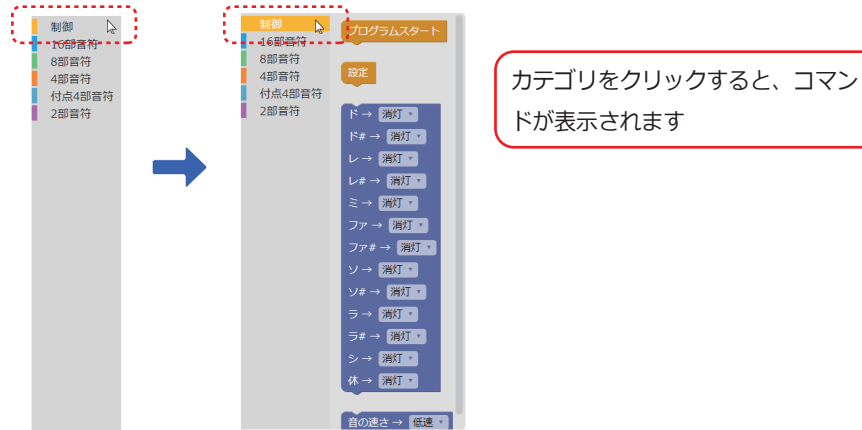 制御
16部音符
8部音符
4部音符
付点4部音符
2部音符
制御
16部音符
8部音符
4部音符
付点4部音符
2部音符
プログラムスタート
設定
ド → 消灯
ド# → 消灯
レ → 消灯
レ# → 消灯
ミ → 消灯
ファ → 消灯
ファ# → 消灯
ソ → 消灯
ソ# → 消灯
ラ → 消灯
ラ# → 消灯
シ → 消灯
休 → 消灯
音の速さ → 低速
カテゴリをクリックすると、コマン
ドが表示されます